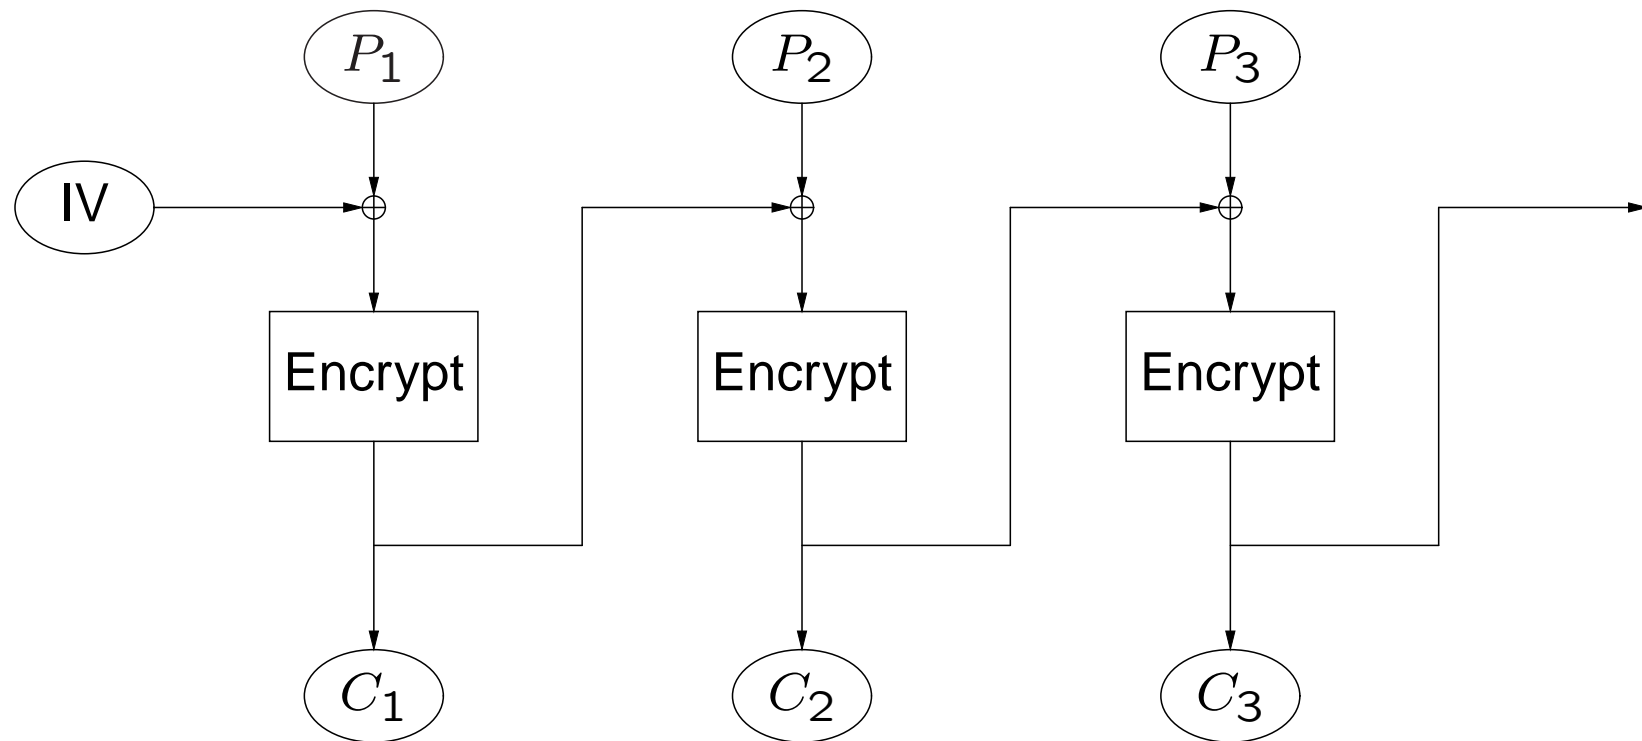 P₁ P₂ P₃
IV
Encrypt Encrypt Encrypt
C₁ C₂ C₃